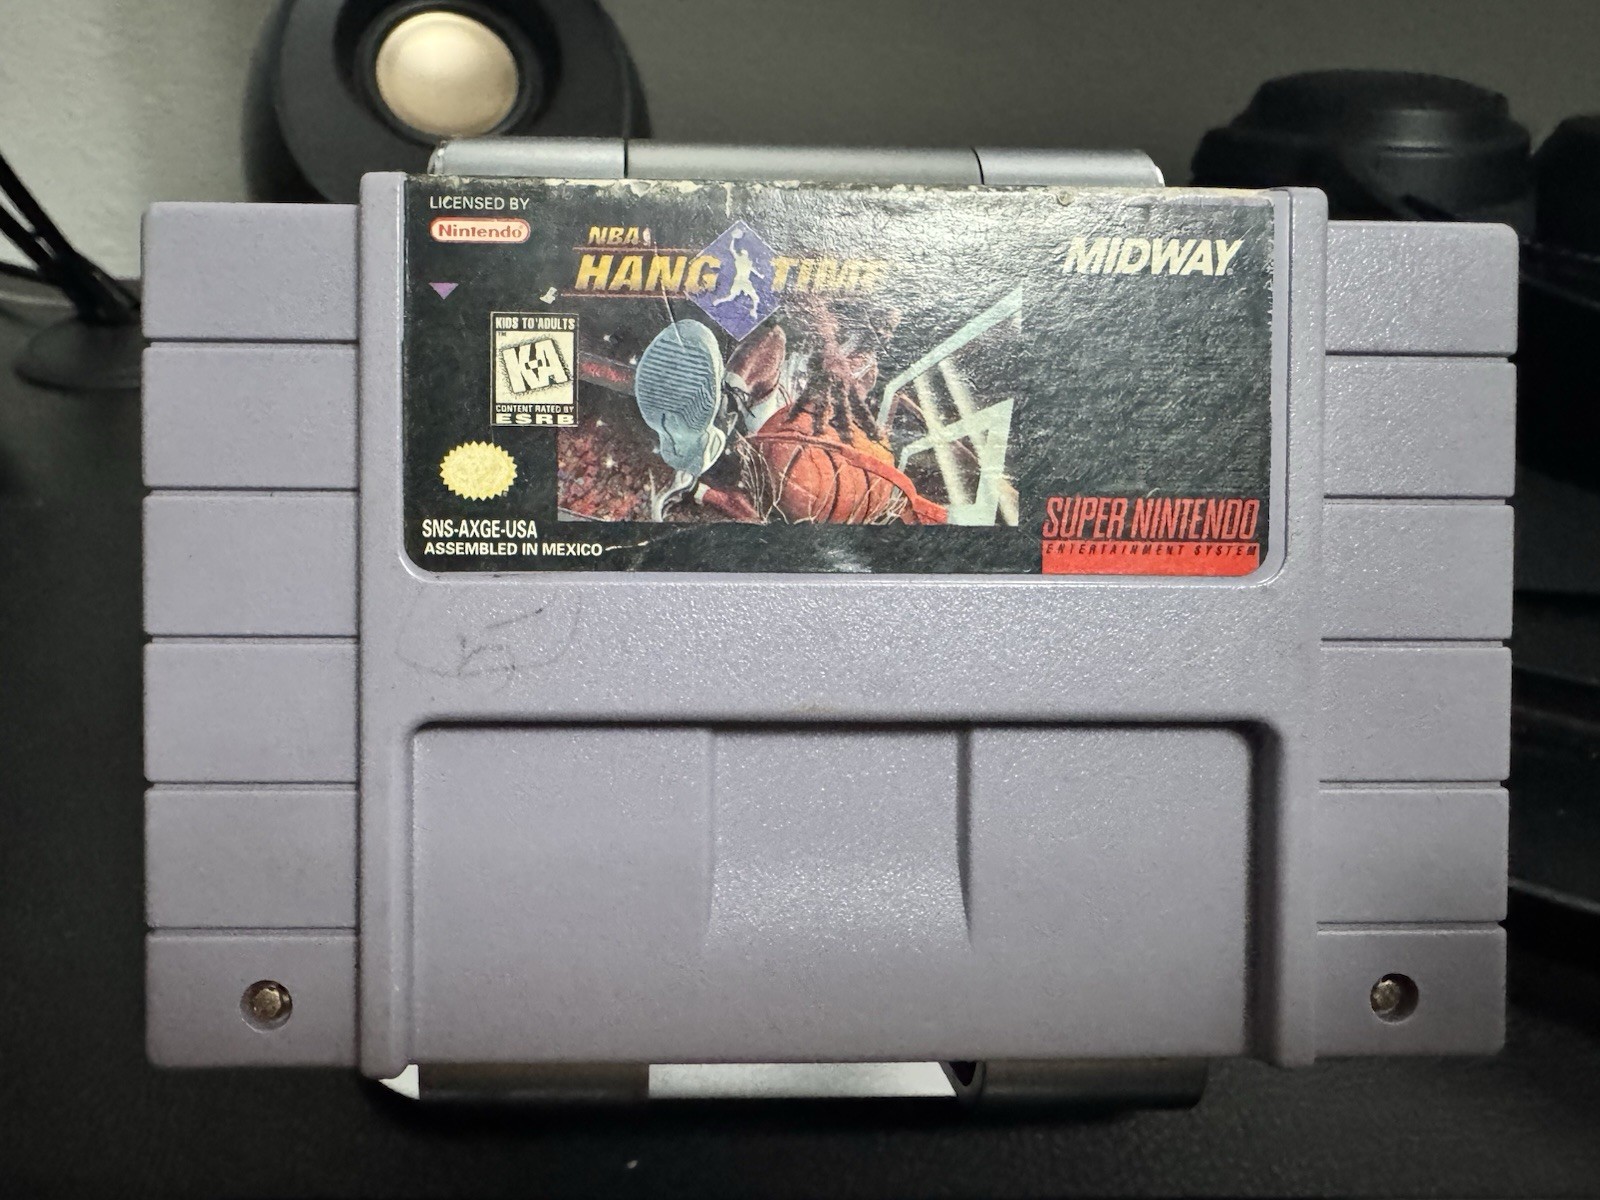 LICENSED BY
Nintendo
NBA
HANG TIME
MIDWAY
KIDS TO ADULTS
K-A
CONTENT RATED BY
ESRB
SNS-AXGE-USA
ASSEMBLED IN MEXICO
SUPER NINTENDO
ENTERTAINMENT SYSTEM